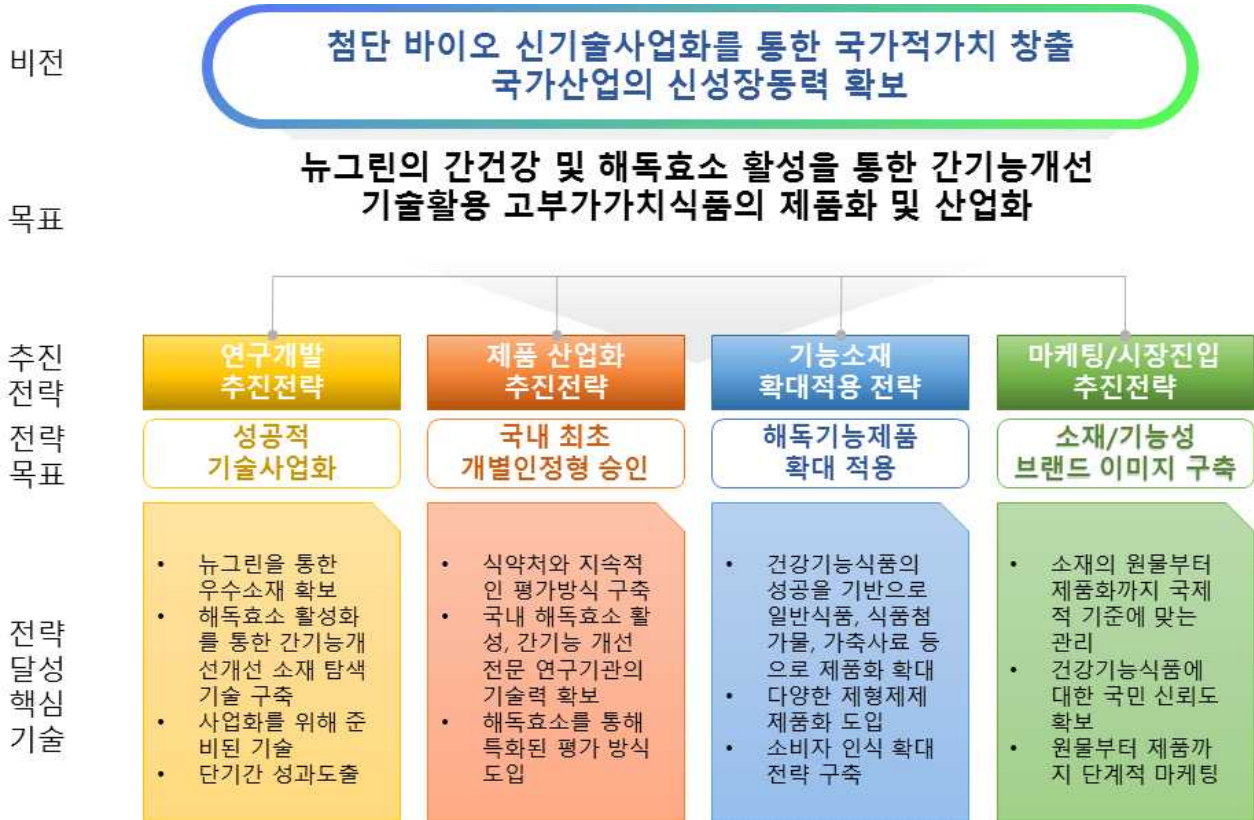 비전
첨단 바이오 신기술사업화를 통한 국가적가치 창출
국가산업의 신성장동력 확보
목표
뉴그린의 간건강 및 해독효소 활성을 통한 간기능개선
기술활용 고부가가치식품의 제품화 및 산업화
추진
전략
연구개발
추진전략
제품 산업화
추진전략
기능소재
확대적용 전략
마케팅/시장진입
추진전략
전략
목표
성공적
기술사업화
국내 최초
개별인정형 승인
해독기능제품
확대 적용
소재/기능성
브랜드 이미지 구축
전략
달성
핵심
기술
• 뉴그린을 통한
우수소재 확보
• 해독효소 활성화
를 통한 간기능개
선개선 소재 탐색
기술 구축
• 사업화를 위해 준
비된 기술
• 단기간 성과도출
• 식약처와 지속적
인 평가방식 구축
• 국내 해독효소 활
성, 간기능 개선
전문 연구기관의
기술력 확보
• 해독효소를 통해
특화된 평가 방식
도입
• 건강기능식품의
성공을 기반으로
일반식품, 식품첨
가물, 가축사료 등
으로 제품화 확대
• 다양한 제형제제
제품화 도입
• 소비자 인식 확대
전략 구축
• 소재의 원물부터
제품화까지 국제
적 기준에 맞는
관리
• 건강기능식품에
대한 국민 신뢰도
확보
• 원물부터 제품까
지 단계적 마케팅